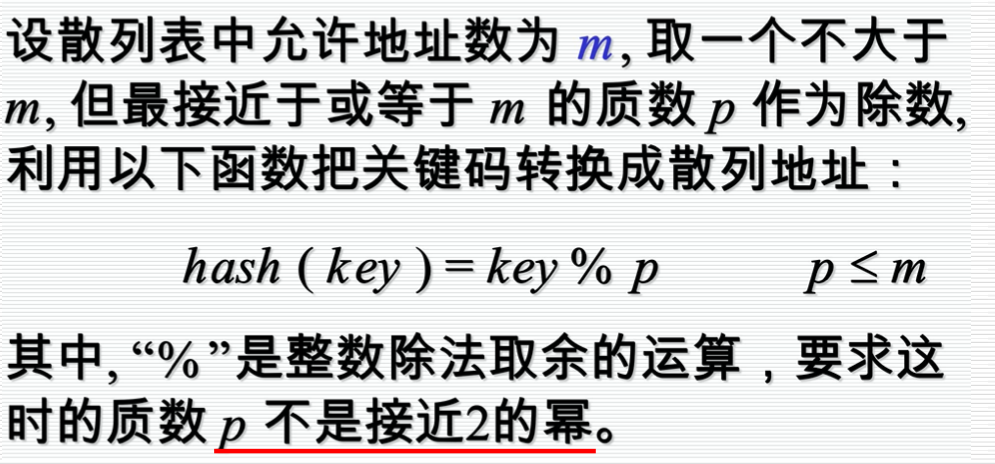 设散列表中允许地址数为 m, 取一个不大于
m, 但最接近于或等于 m 的质数 p 作为除数,
利用以下函数把关键码转换成散列地址：
hash ( key ) = key % p p ≤ m
其中, “%”是整数除法取余的运算，要求这
时的质数 p 不是接近2的幂。